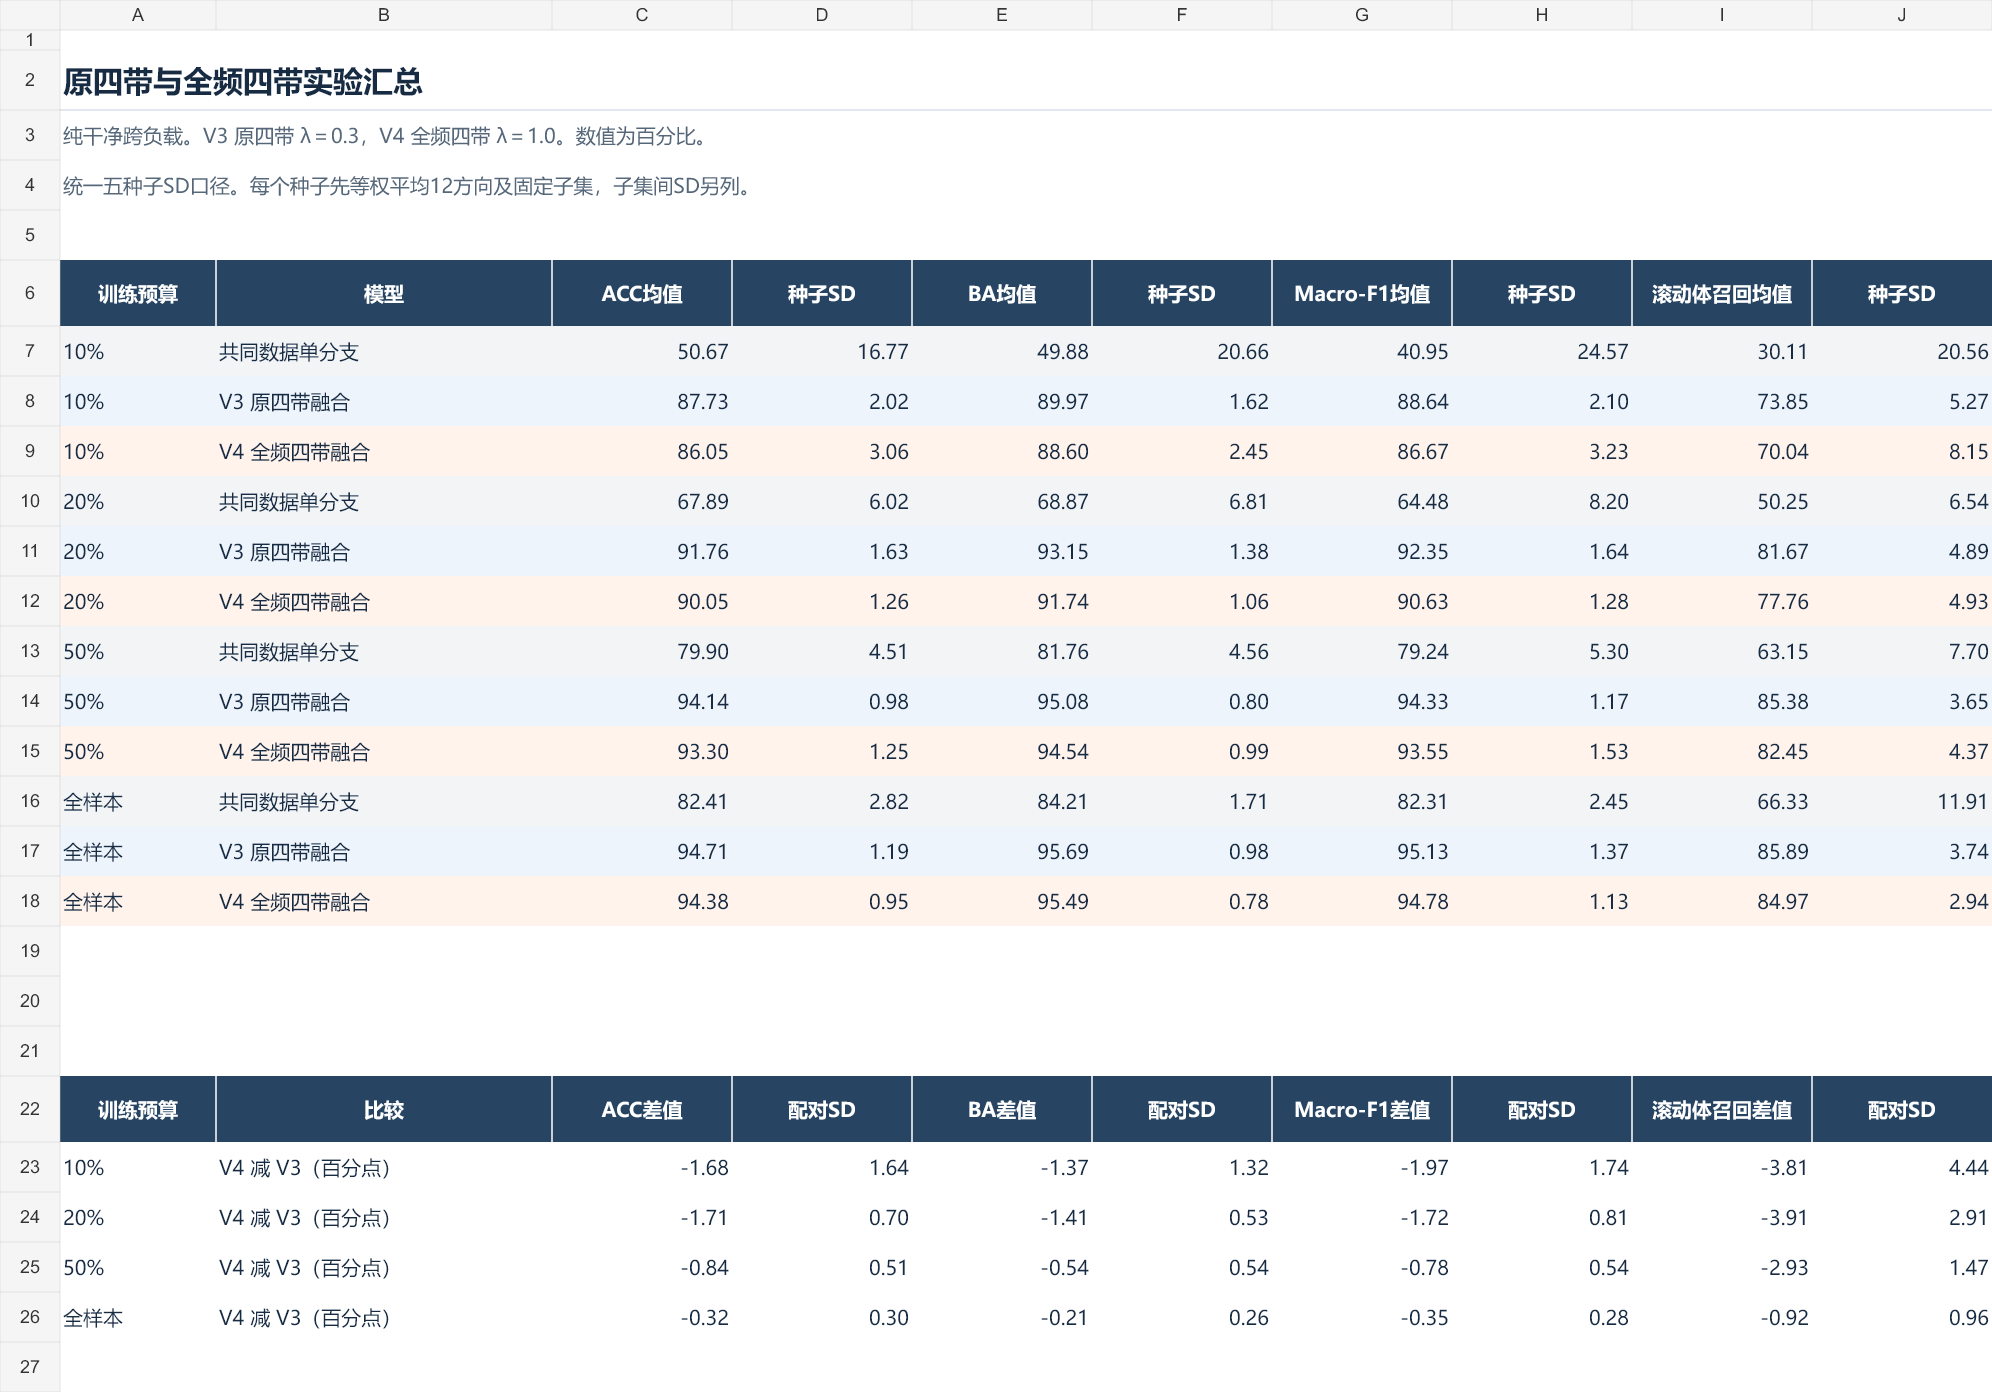 A B C D E F G H I J
1
2 原四带与全频四带实验汇总
3 纯干净跨负载。V3 原四带 λ = 0.3，V4 全频四带 λ = 1.0。数值为百分比。
4 统一五种子SD口径。每个种子先等权平均12方向及固定子集，子集间SD另列。
5
6 训练预算 模型 ACC均值 种子SD BA均值 种子SD Macro-F1均值 种子SD 滚动体召回均值 种子SD
7 10% 共同数据单分支 50.67 16.77 49.88 20.66 40.95 24.57 30.11 20.56
8 10% V3 原四带融合 87.73 2.02 89.97 1.62 88.64 2.10 73.85 5.27
9 10% V4 全频四带融合 86.05 3.06 88.60 2.45 86.67 3.23 70.04 8.15
10 20% 共同数据单分支 67.89 6.02 68.87 6.81 64.48 8.20 50.25 6.54
11 20% V3 原四带融合 91.76 1.63 93.15 1.38 92.35 1.64 81.67 4.89
12 20% V4 全频四带融合 90.05 1.26 91.74 1.06 90.63 1.28 77.76 4.93
13 50% 共同数据单分支 79.90 4.51 81.76 4.56 79.24 5.30 63.15 7.70
14 50% V3 原四带融合 94.14 0.98 95.08 0.80 94.33 1.17 85.38 3.65
15 50% V4 全频四带融合 93.30 1.25 94.54 0.99 93.55 1.53 82.45 4.37
16 全样本 共同数据单分支 82.41 2.82 84.21 1.71 82.31 2.45 66.33 11.91
17 全样本 V3 原四带融合 94.71 1.19 95.69 0.98 95.13 1.37 85.89 3.74
18 全样本 V4 全频四带融合 94.38 0.95 95.49 0.78 94.78 1.13 84.97 2.94
19
20
21
22 训练预算 比较 ACC差值 配对SD BA差值 配对SD Macro-F1差值 配对SD 滚动体召回差值 配对SD
23 10% V4 减 V3（百分点） -1.68 1.64 -1.37 1.32 -1.97 1.74 -3.81 4.44
24 20% V4 减 V3（百分点） -1.71 0.70 -1.41 0.53 -1.72 0.81 -3.91 2.91
25 50% V4 减 V3（百分点） -0.84 0.51 -0.54 0.54 -0.78 0.54 -2.93 1.47
26 全样本 V4 减 V3（百分点） -0.32 0.30 -0.21 0.26 -0.35 0.28 -0.92 0.96
27